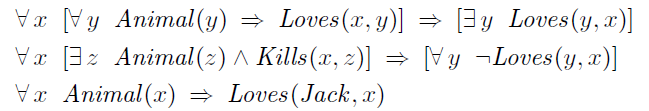 ∀ x [∀ y Animal(y) ⇒ Loves(x, y)] ⇒ [∃ y Loves(y, x)]
∀ x [∃ z Animal(z) ∧ Kills(x, z)] ⇒ [∀ y ¬Loves(y, x)]
∀ x Animal(x) ⇒ Loves(Jack, x)